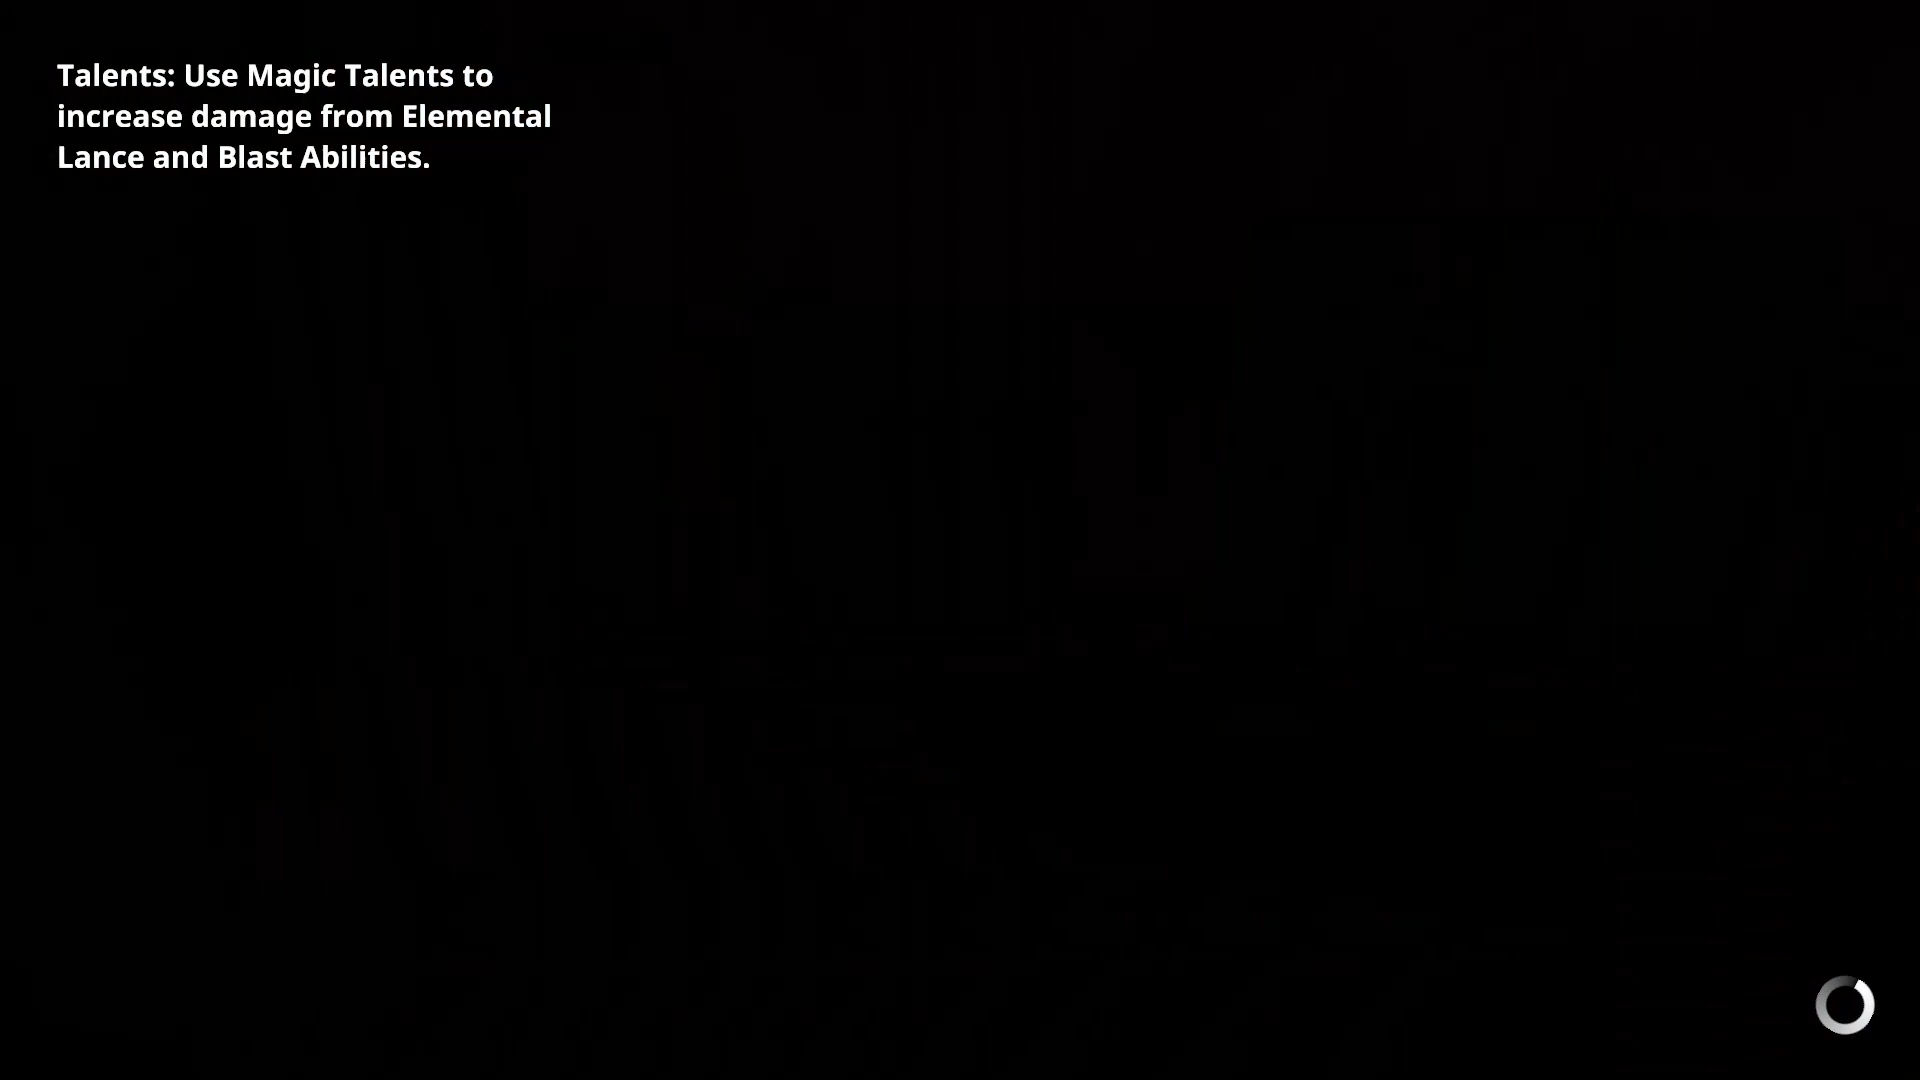 Talents: Use Magic Talents to
increase damage from Elemental
Lance and Blast Abilities.